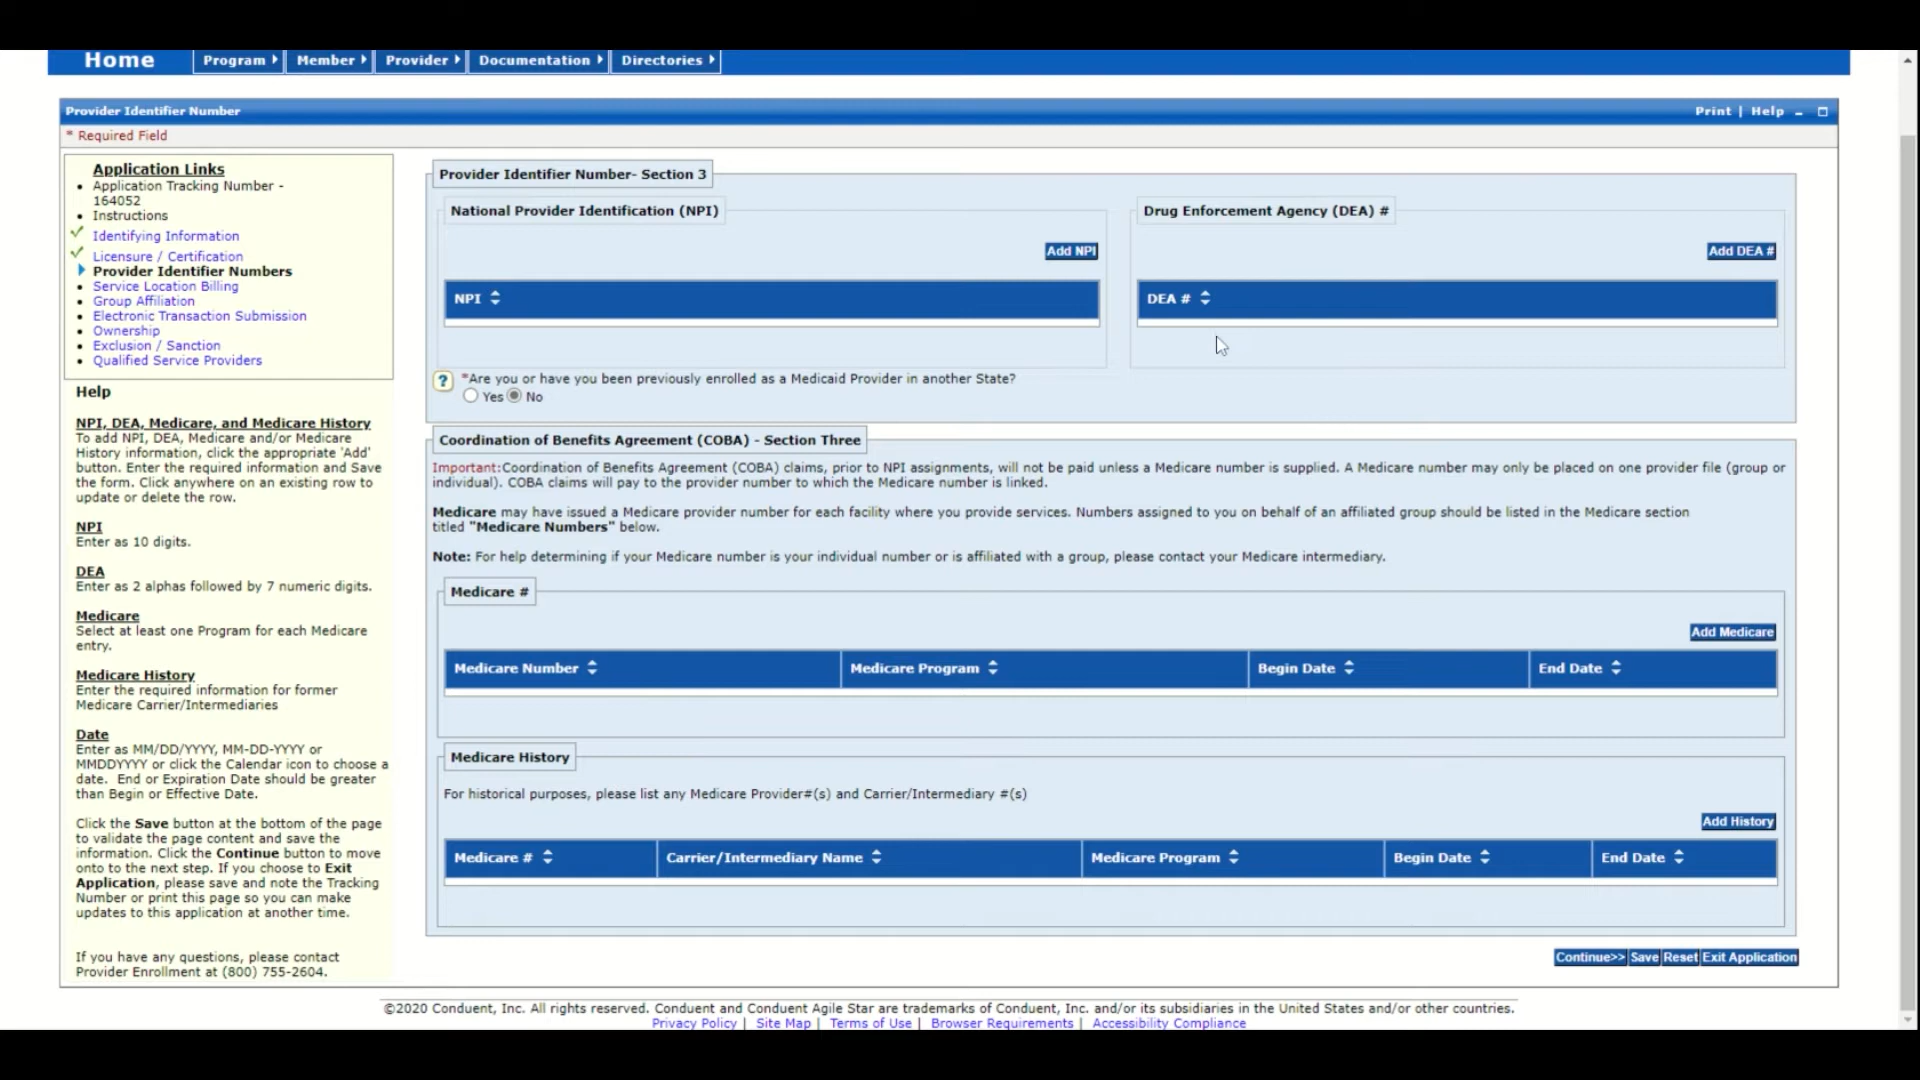 Home Program Member Provider Documentation Directories
Provider Identifier Number Print | Help
* Required Field
Application Links
Application Tracking Number -
164052
Instructions
Identifying Information
Licensure / Certification
Provider Identifier Numbers
Service Location Billing
Group Affiliation
Electronic Transaction Submission
Ownership
Exclusion / Sanction
Qualified Service Providers
Help
NPI, DEA, Medicare, and Medicare History
To add NPI, DEA, Medicare and/or Medicare
History information, click the appropriate 'Add'
button. Enter the required information and Save
the form. Click anywhere on an existing row to
update or delete the row.
NPI
Enter as 10 digits.
DEA
Enter as 2 alphas followed by 7 numeric digits.
Medicare
Select at least one Program for each Medicare
entry.
Medicare History
Enter the required information for former
Medicare Carrier/Intermediaries
Date
Enter as MM/DD/YYYY, MM-DD-YYYY or
MMDDYYYY or click the Calendar icon to choose a
date. End or Expiration Date should be greater
than Begin or Effective Date.
Click the Save button at the bottom of the page
to validate the page content and save the
information. Click the Continue button to move
onto to the next step. If you choose to Exit
Application, please save and note the Tracking
Number or print this page so you can make
updates to this application at another time.
If you have any questions, please contact
Provider Enrollment at (800) 755-2604.
Provider Identifier Number- Section 3
National Provider Identification (NPI)
Add NPI
NPI
Drug Enforcement Agency (DEA) #
Add DEA #
DEA #
? *Are you or have you been previously enrolled as a Medicaid Provider in another State?
Yes No
Coordination of Benefits Agreement (COBA) - Section Three
Important:Coordination of Benefits Agreement (COBA) claims, prior to NPI assignments, will not be paid unless a Medicare number is supplied. A Medicare number may only be placed on one provider file (group or
individual). COBA claims will pay to the provider number to which the Medicare number is linked.
Medicare may have issued a Medicare provider number for each facility where you provide services. Numbers assigned to you on behalf of an affiliated group should be listed in the Medicare section
titled "Medicare Numbers" below.
Note: For help determining if your Medicare number is your individual number or is affiliated with a group, please contact your Medicare intermediary.
Medicare #
Add Medicare
Medicare Number Medicare Program Begin Date End Date
Medicare History
For historical purposes, please list any Medicare Provider#(s) and Carrier/Intermediary #(s)
Add History
Medicare # Carrier/Intermediary Name Medicare Program Begin Date End Date
Continue>> Save Reset Exit Application
©2020 Conduent, Inc. All rights reserved. Conduent and Conduent Agile Star are trademarks of Conduent, Inc. and/or its subsidiaries in the United States and/or other countries.
Privacy Policy | Site Map | Terms of Use | Browser Requirements | Accessibility Compliance